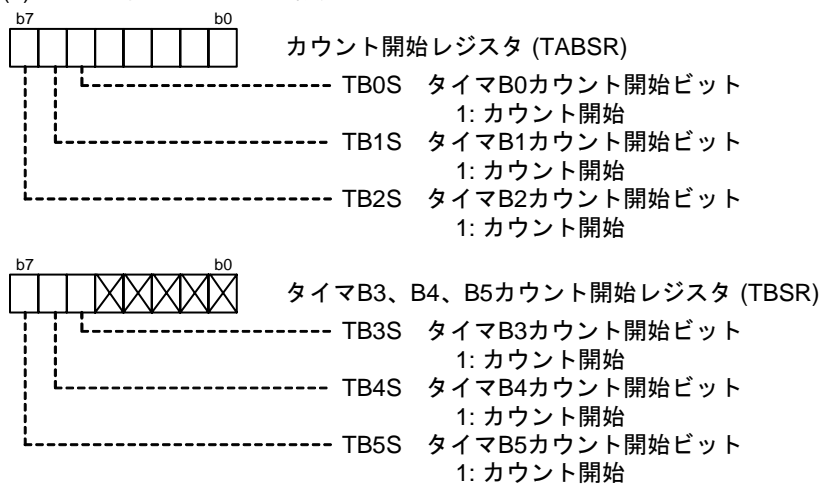 b7 b0
カウント開始レジスタ (TABSR)
TB0S タイマB0カウント開始ビット
1: カウント開始
TB1S タイマB1カウント開始ビット
1: カウント開始
TB2S タイマB2カウント開始ビット
1: カウント開始
b7 b0
タイマB3、B4、B5カウント開始レジスタ (TBSR)
TB3S タイマB3カウント開始ビット
1: カウント開始
TB4S タイマB4カウント開始ビット
1: カウント開始
TB5S タイマB5カウント開始ビット
1: カウント開始